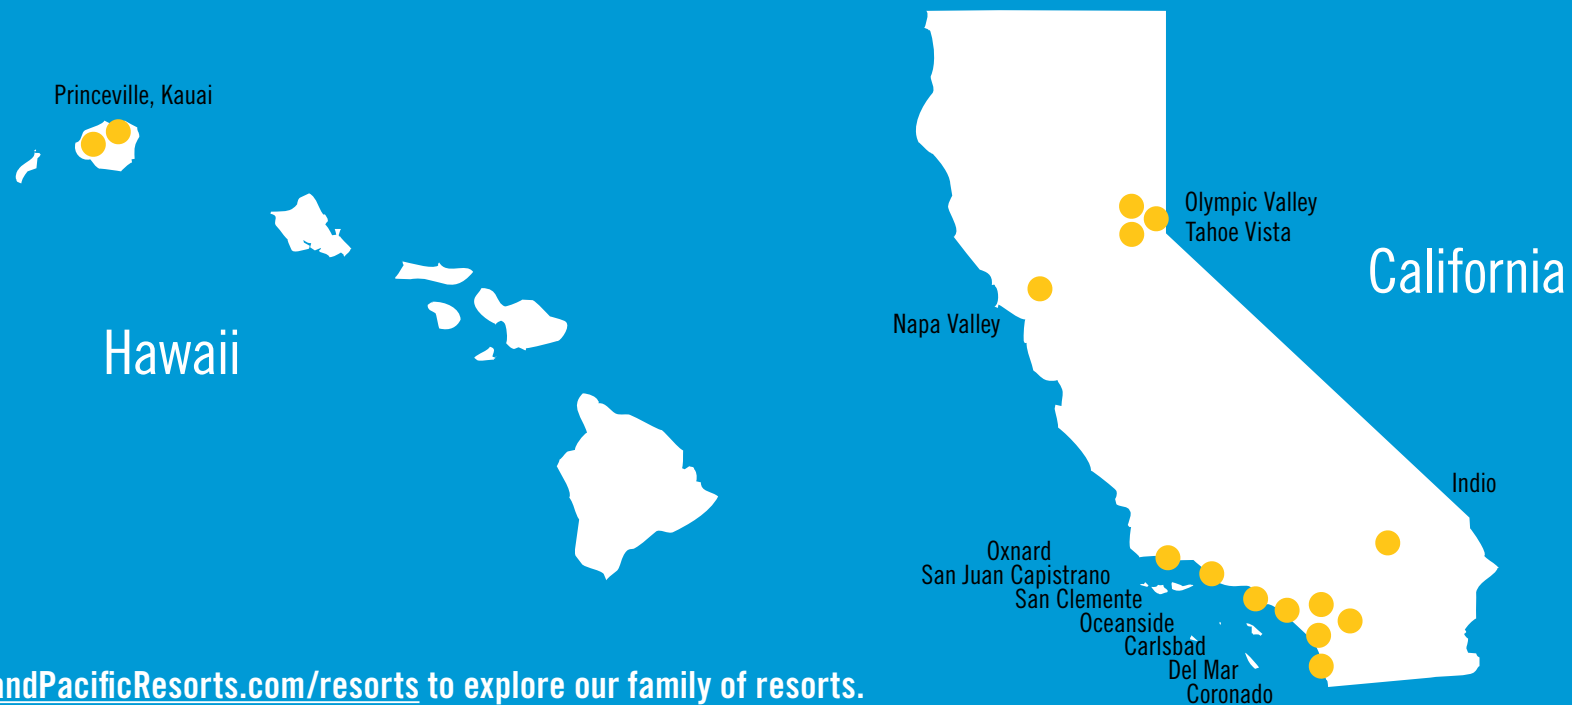 Princeville, Kauai
Hawaii
Olympic Valley
Tahoe Vista
California
Napa Valley
Indio
Oxnard
San Juan Capistrano
San Clemente
Oceanside
Carlsbad
Del Mar
Coronado
andPacificResorts.com/resorts to explore our family of resorts.